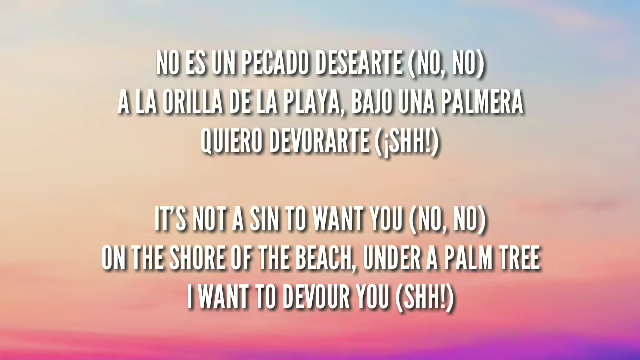 NO ES UN PECADO DESEARTE (NO, NO)
A LA ORILLA DE LA PLAYA, BAJO UNA PALMERA
QUIERO DEVORARTE (¡SHH!)
IT'S NOT A SIN TO WANT YOU (NO, NO)
ON THE SHORE OF THE BEACH, UNDER A PALM TREE
I WANT TO DEVOUR YOU (SHH!)